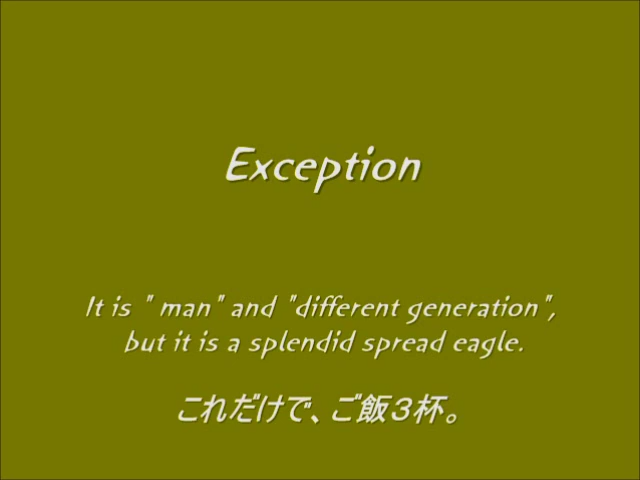 Exception
It is " man" and "different generation",
but it is a splendid spread eagle.
これだけで、ご飯３杯。